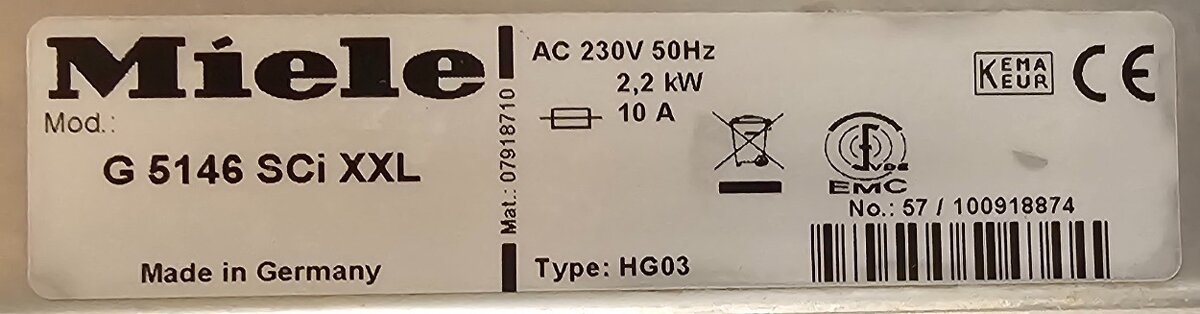 Miele
Mod.:
G 5146 SCi XXL
Made in Germany
Mat.: 07918710
AC 230V 50Hz
2,2 kW
10 A
Type: HG03
KEMA
KEUR
CE
VDE
EMC
No.: 57 / 100918874